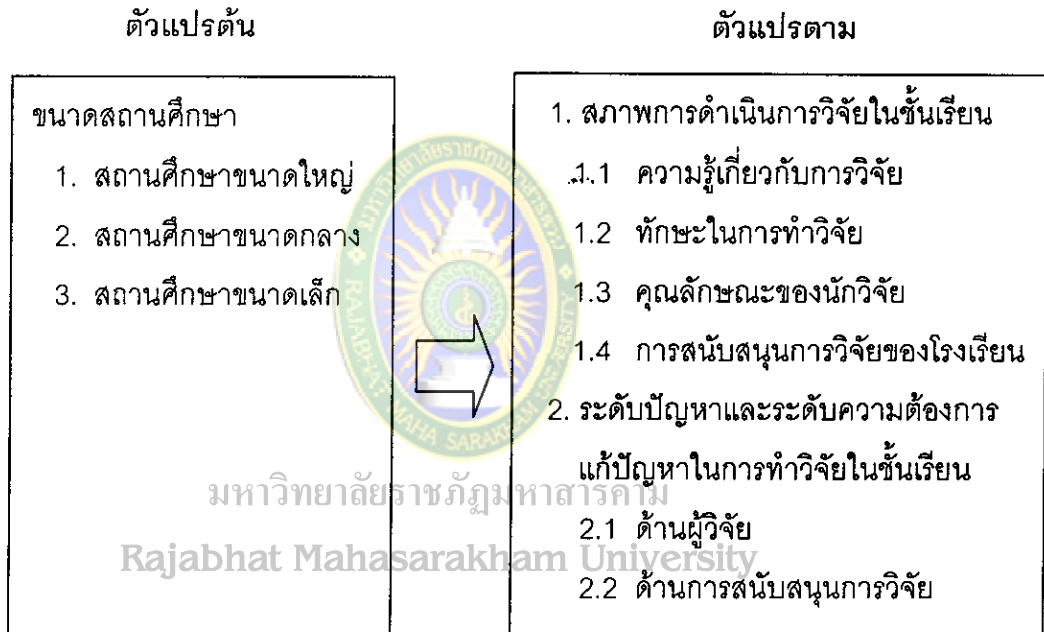 ตัวแปรต้น
ตัวแปรตาม
ขนาดสถานศึกษา
1. สถานศึกษาขนาดใหญ่
2. สถานศึกษาขนาดกลาง
3. สถานศึกษาขนาดเล็ก
1. สภาพการดำเนินการวิจัยในชั้นเรียน
1.1 ความรู้เกี่ยวกับการวิจัย
1.2 ทักษะในการทำวิจัย
1.3 คุณลักษณะของนักวิจัย
1.4 การสนับสนุนการวิจัยของโรงเรียน
2. ระดับปัญหาและระดับความต้องการ
แก้ปัญหาในการทำวิจัยในชั้นเรียน
2.1 ด้านผู้วิจัย
2.2 ด้านการสนับสนุนการวิจัย
มหาวิทยาลัยราชภัฏมหาสารคาม
Rajabhat Mahasarakham University